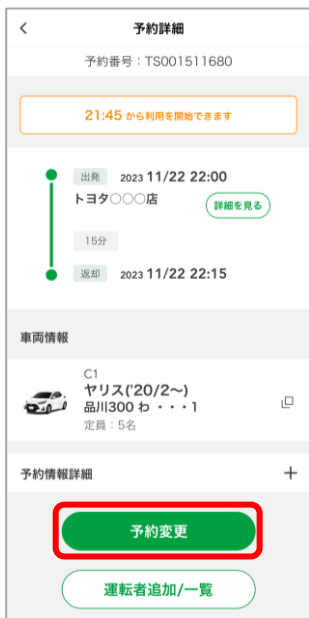 予約詳細
予約番号：TS001511680
21:45 から利用を開始できます
出発 2023 11/22 22:00
トヨタ○○○店 詳細を見る
15分
返却 2023 11/22 22:15
車両情報
C1
ヤリス('20/2～)
品川300 わ ・・・1
定員：5名
予約情報詳細 +
予約変更
運転者追加/一覧